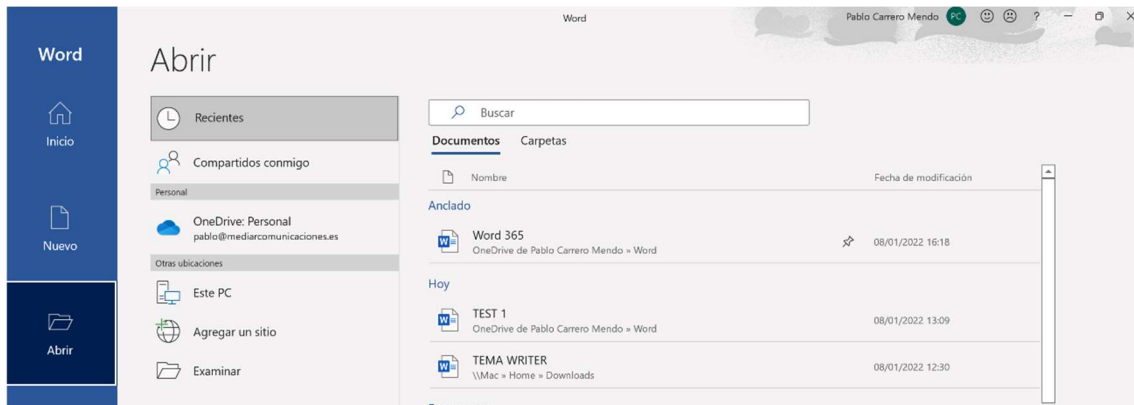 Word
Pablo Carrero Mendo PC ?
Word
Inicio
Nuevo
Abrir
Abrir
Recientes
Compartidos conmigo
Personal
OneDrive: Personal
pablo@mediarcomunicaciones.es
Otras ubicaciones
Este PC
Agregar un sitio
Examinar
Buscar
Documentos Carpetas
Nombre Fecha de modificación
Anclado
Word 365
OneDrive de Pablo Carrero Mendo » Word
08/01/2022 16:18
Hoy
TEST 1
OneDrive de Pablo Carrero Mendo » Word
08/01/2022 13:09
TEMA WRITER
\\Mac » Home » Downloads
08/01/2022 12:30